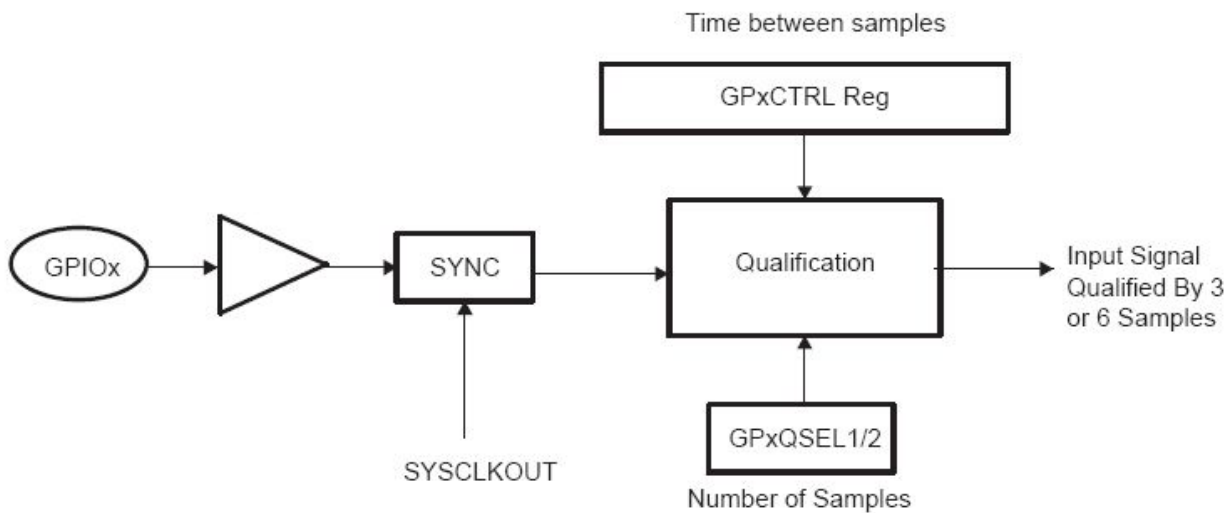 Time between samples
GPxCTRL Reg
GPIOx
SYNC
Qualification
Input Signal
Qualified By 3
or 6 Samples
GPxQSEL1/2
SYSCLKOUT
Number of Samples